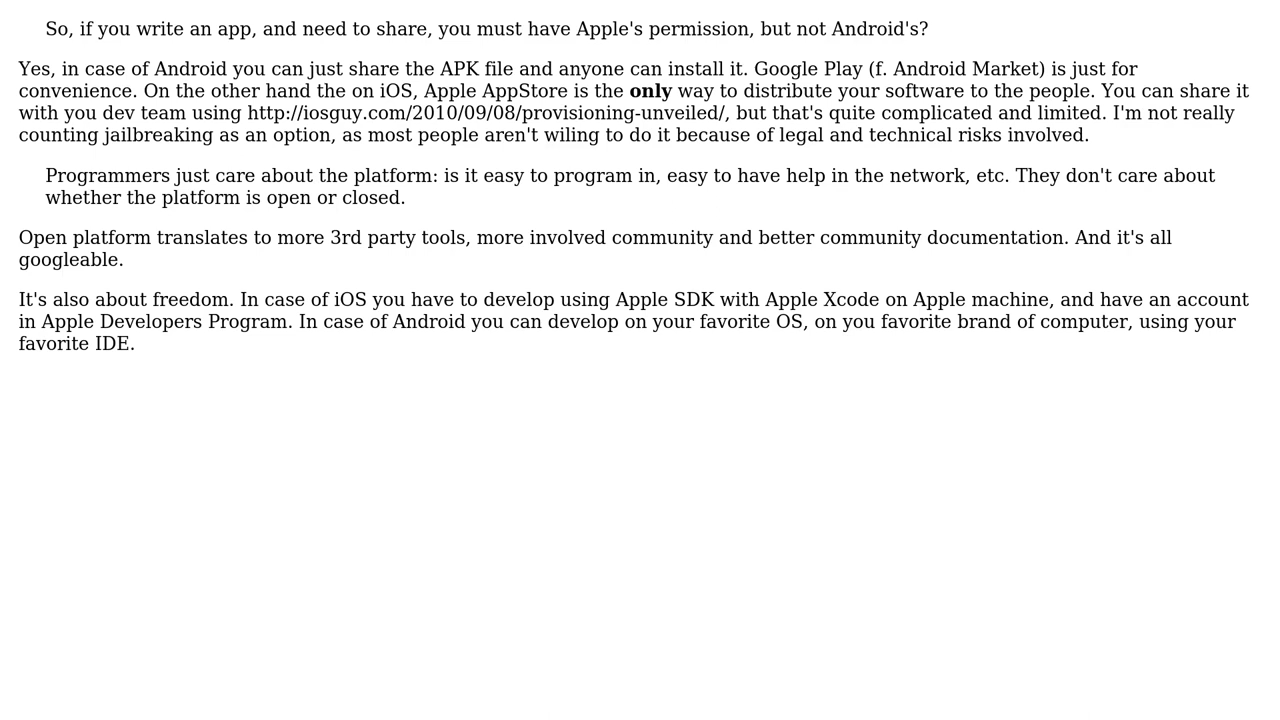 So, if you write an app, and need to share, you must have Apple's permission, but not Android's?
Yes, in case of Android you can just share the APK file and anyone can install it. Google Play (f. Android Market) is just for
convenience. On the other hand the on iOS, Apple AppStore is the only way to distribute your software to the people. You can share it
with you dev team using http://iosguy.com/2010/09/08/provisioning-unveiled/, but that's quite complicated and limited. I'm not really
counting jailbreaking as an option, as most people aren't wiling to do it because of legal and technical risks involved.
Programmers just care about the platform: is it easy to program in, easy to have help in the network, etc. They don't care about
whether the platform is open or closed.
Open platform translates to more 3rd party tools, more involved community and better community documentation. And it's all
googleable.
It's also about freedom. In case of iOS you have to develop using Apple SDK with Apple Xcode on Apple machine, and have an account
in Apple Developers Program. In case of Android you can develop on your favorite OS, on you favorite brand of computer, using your
favorite IDE.